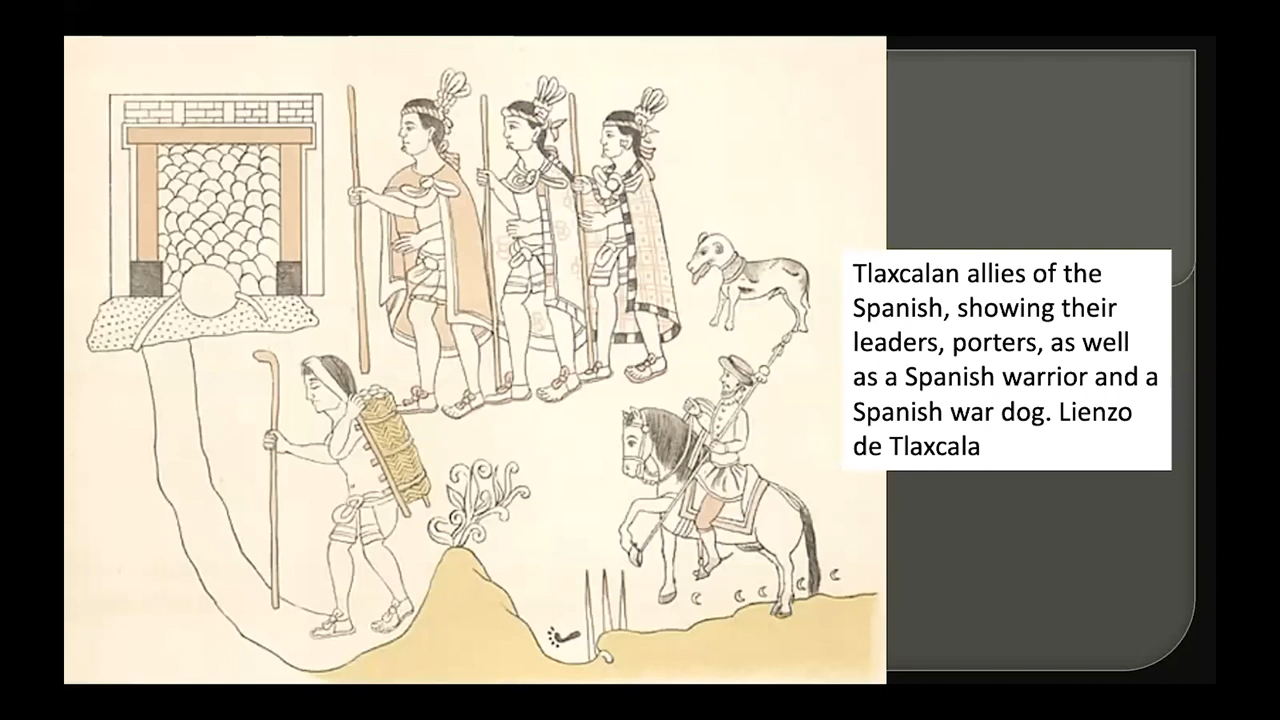 Tlaxcalan allies of the
Spanish, showing their
leaders, porters, as well
as a Spanish warrior and a
Spanish war dog. Lienzo
de Tlaxcala